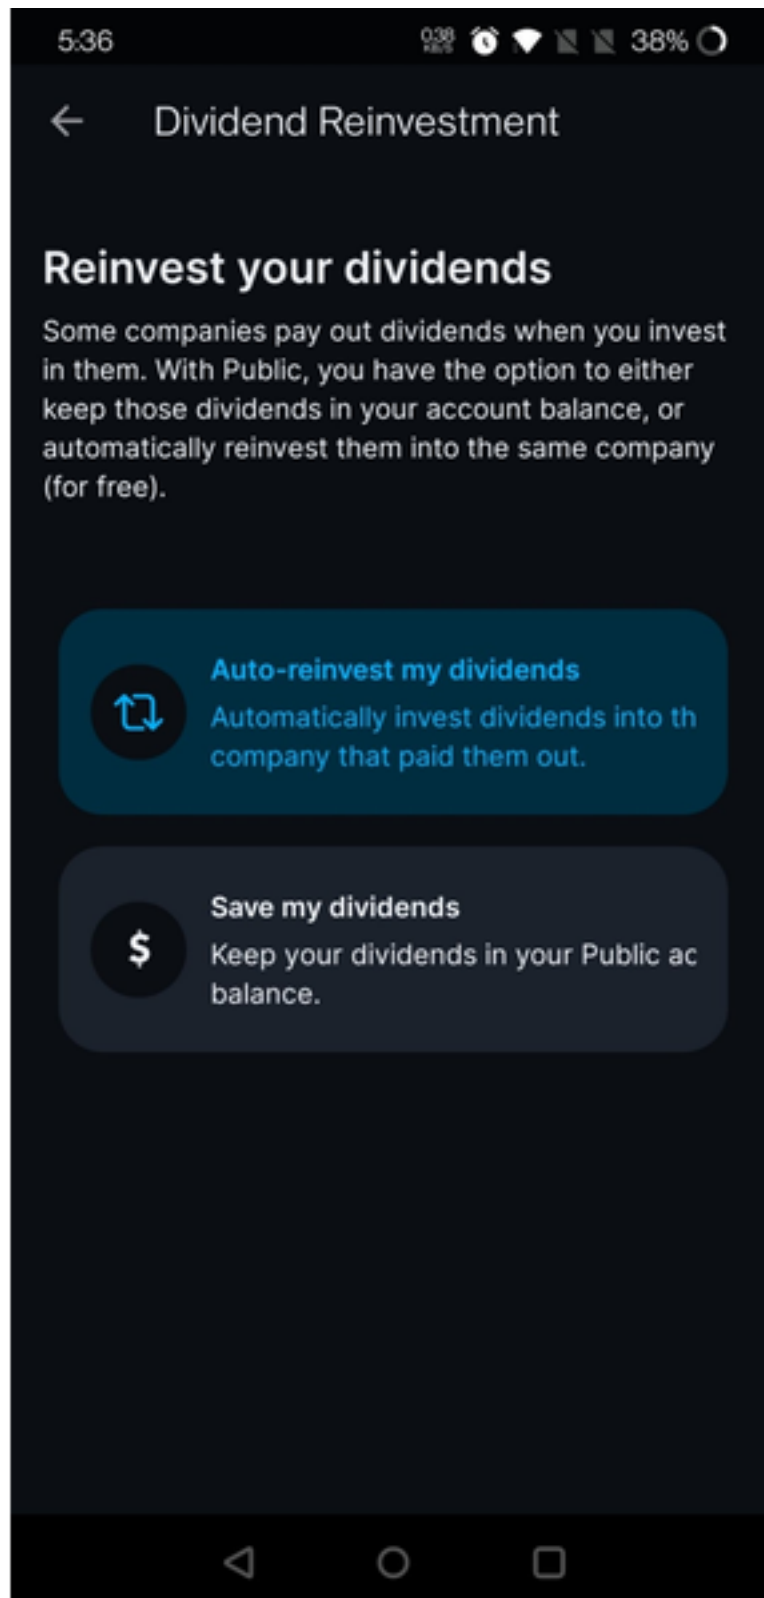 5:36
0.38
KB/S
38%
Dividend Reinvestment
Reinvest your dividends
Some companies pay out dividends when you invest
in them. With Public, you have the option to either
keep those dividends in your account balance, or
automatically reinvest them into the same company
(for free).
Auto-reinvest my dividends
Automatically invest dividends into th
company that paid them out.
$
Save my dividends
Keep your dividends in your Public ac
balance.